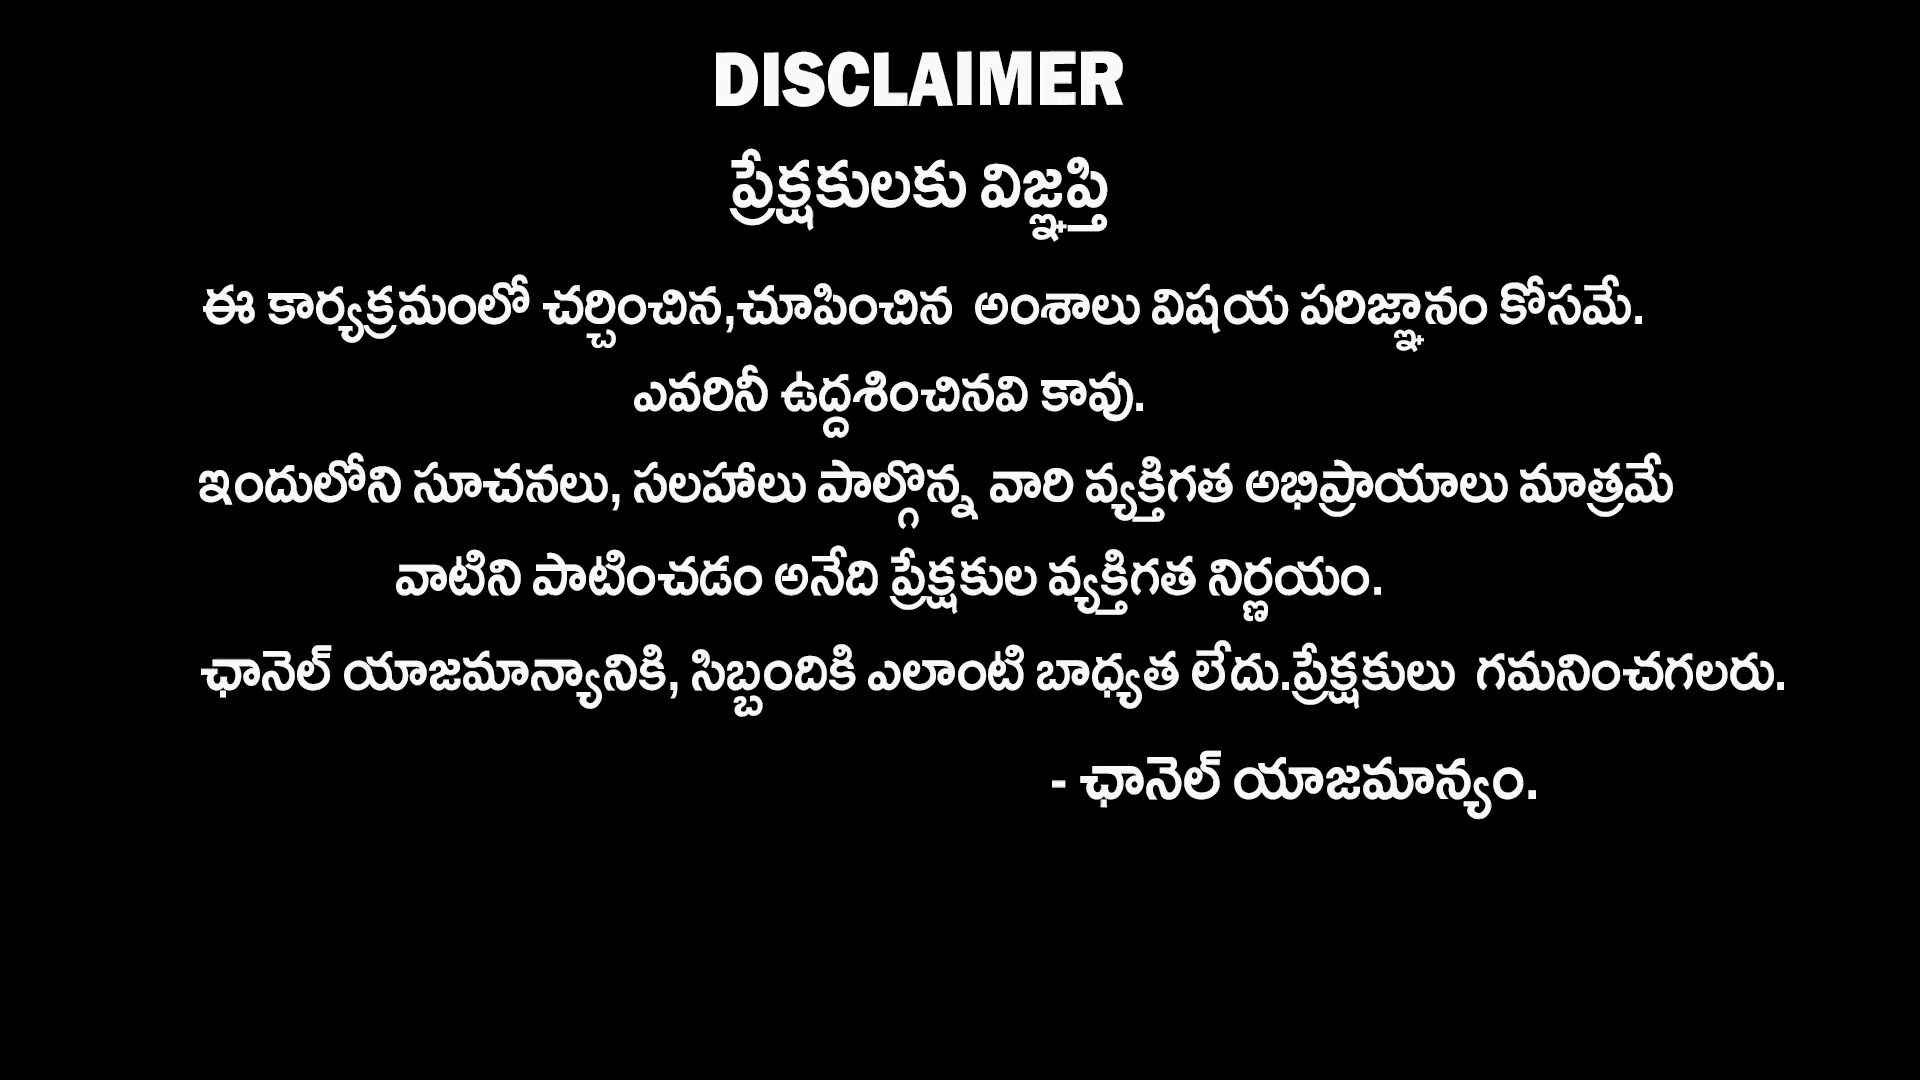 DISCLAIMER
ప్రేక్షకులకు విజ్ఞప్తి
ఈ కార్యక్రమంలో చర్చించిన,చూపించిన అంశాలు విషయ పరిజ్ఞానం కోసమే.
ఎవరినీ ఉద్దశించినవి కావు.
ఇందులోని సూచనలు, సలహాలు పాల్గొన్న వారి వ్యక్తిగత అభిప్రాయాలు మాత్రమే
వాటిని పాటించడం అనేది ప్రేక్షకుల వ్యక్తిగత నిర్ణయం.
ఛానెల్ యాజమాన్యానికి, సిబ్బందికి ఎలాంటి బాధ్యత లేదు.ప్రేక్షకులు గమనించగలరు.
- ఛానెల్ యాజమాన్యం.